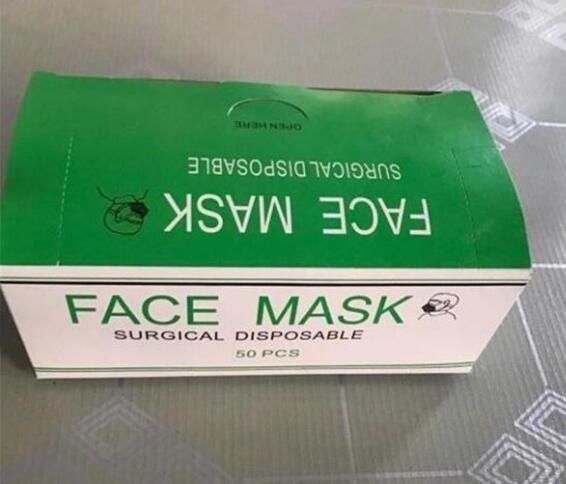 OPEN HERE
SURGICAL DISPOSABLE
FACE MASK
FACE MASK
SURGICAL DISPOSABLE
50 PCS